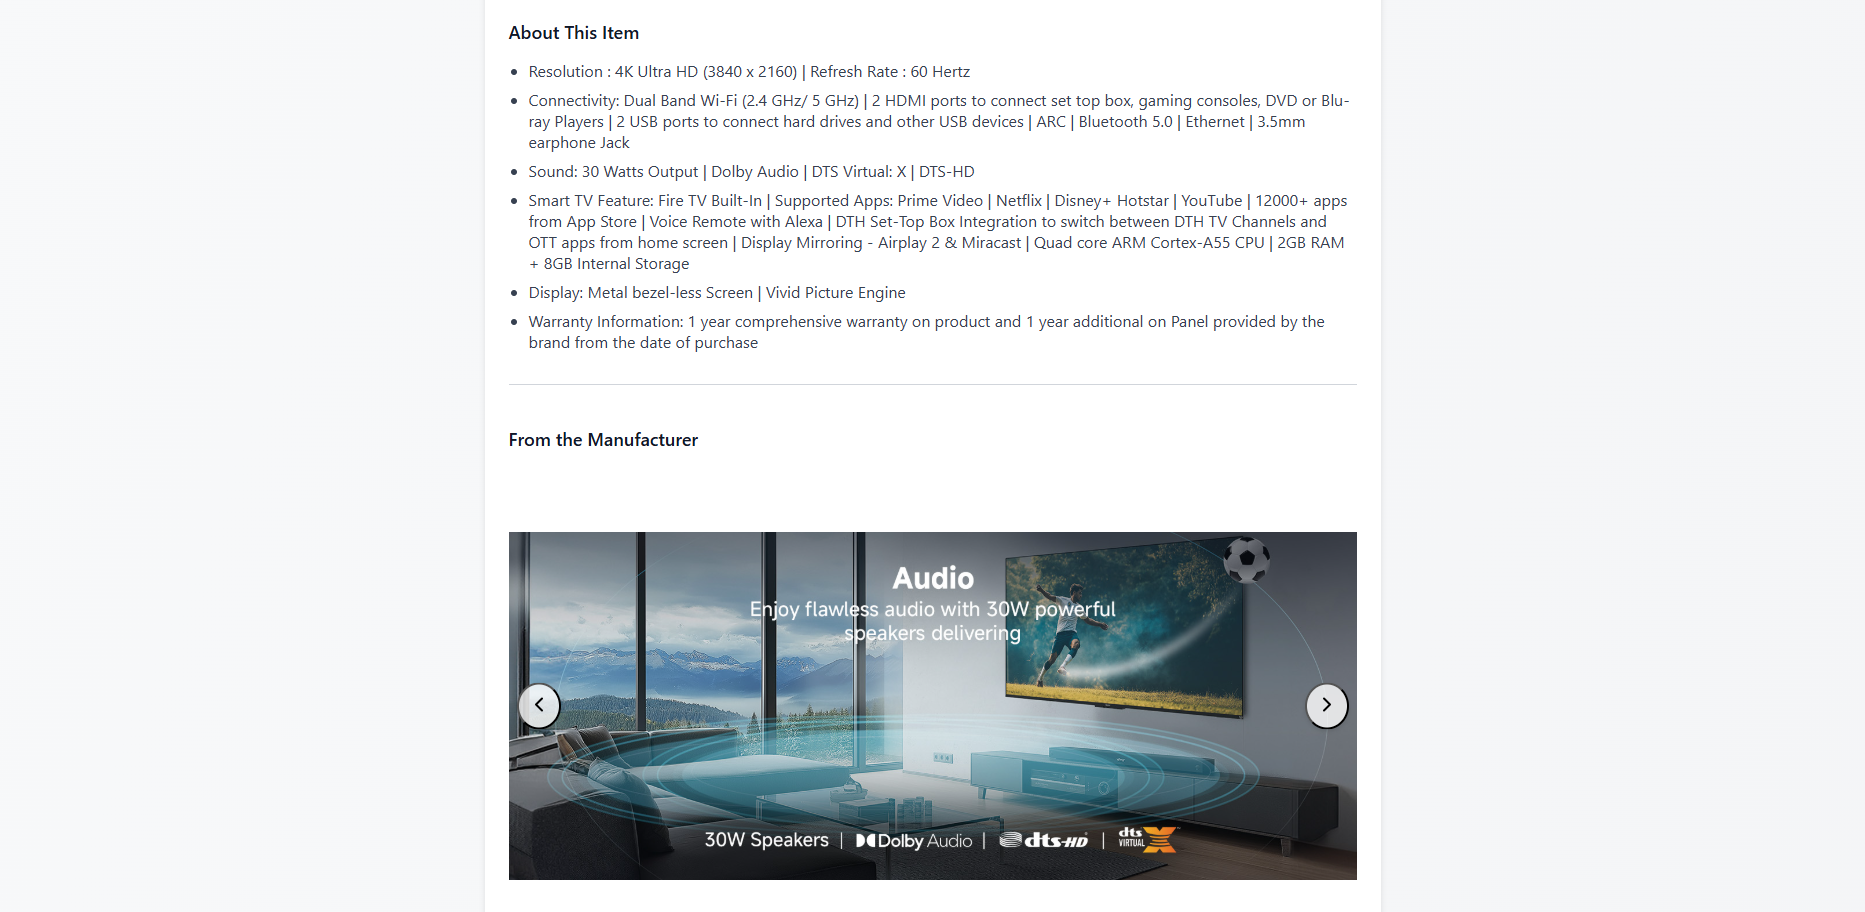 About This Item
Resolution : 4K Ultra HD (3840 x 2160) | Refresh Rate : 60 Hertz
Connectivity: Dual Band Wi-Fi (2.4 GHz/ 5 GHz) | 2 HDMI ports to connect set top box, gaming consoles, DVD or Blu-
ray Players | 2 USB ports to connect hard drives and other USB devices | ARC | Bluetooth 5.0 | Ethernet | 3.5mm
earphone Jack
Sound: 30 Watts Output | Dolby Audio | DTS Virtual: X | DTS-HD
Smart TV Feature: Fire TV Built-In | Supported Apps: Prime Video | Netflix | Disney+ Hotstar | YouTube | 12000+ apps
from App Store | Voice Remote with Alexa | DTH Set-Top Box Integration to switch between DTH TV Channels and
OTT apps from home screen | Display Mirroring - Airplay 2 & Miracast | Quad core ARM Cortex-A55 CPU | 2GB RAM
+ 8GB Internal Storage
Display: Metal bezel-less Screen | Vivid Picture Engine
Warranty Information: 1 year comprehensive warranty on product and 1 year additional on Panel provided by the
brand from the date of purchase
From the Manufacturer
Audio
Enjoy flawless audio with 30W powerful
speakers delivering
30W Speakers | Dolby Audio | dts-HD | dts VIRTUAL X